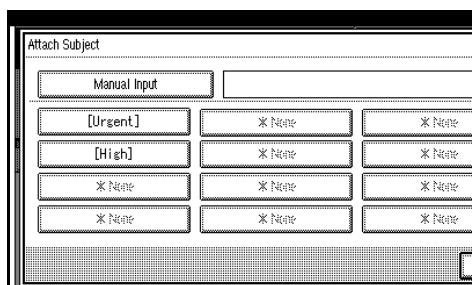 Attach Subject
Manual Input
[Urgent] * None * None
[High] * None * None
* None * None * None
* None * None * None